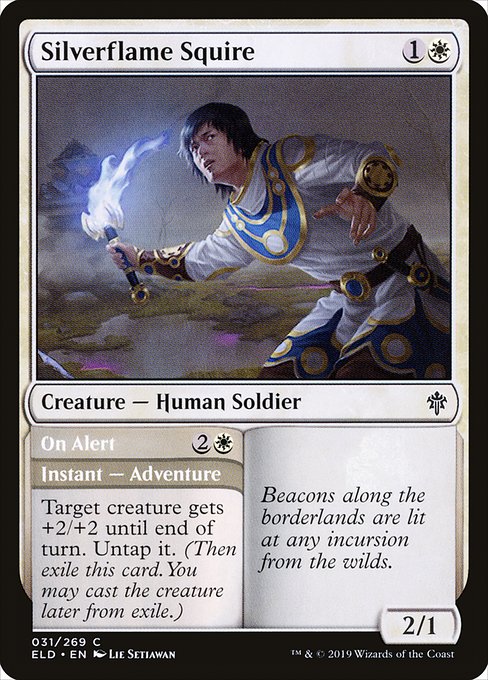 Silverflame Squire 1
Creature — Human Soldier
On Alert 2
Instant — Adventure
Target creature gets
+2/+2 until end of
turn. Untap it. (Then
exile this card. You
may cast the creature
later from exile.)
Beacons along the
borderlands are lit
at any incursion
from the wilds.
2/1
031/269 C
ELD • EN Lie Setiawan
™ & © 2019 Wizards of the Coast